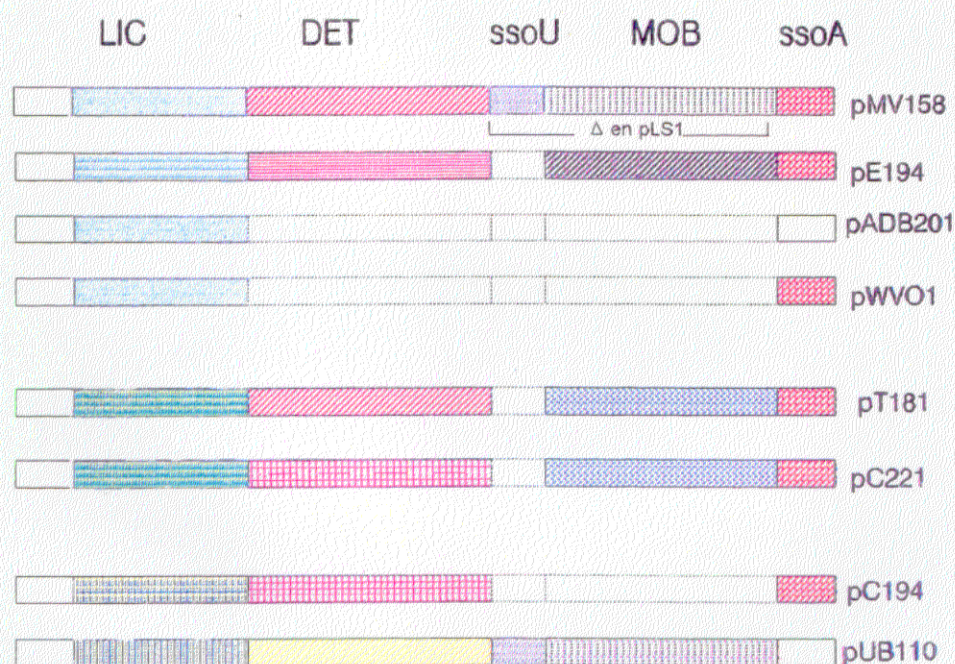 LIC DET ssoU MOB ssoA
pMV158
Δ en pLS1
pE194
pADB201
pWVO1
pT181
pC221
pC194
pUB110